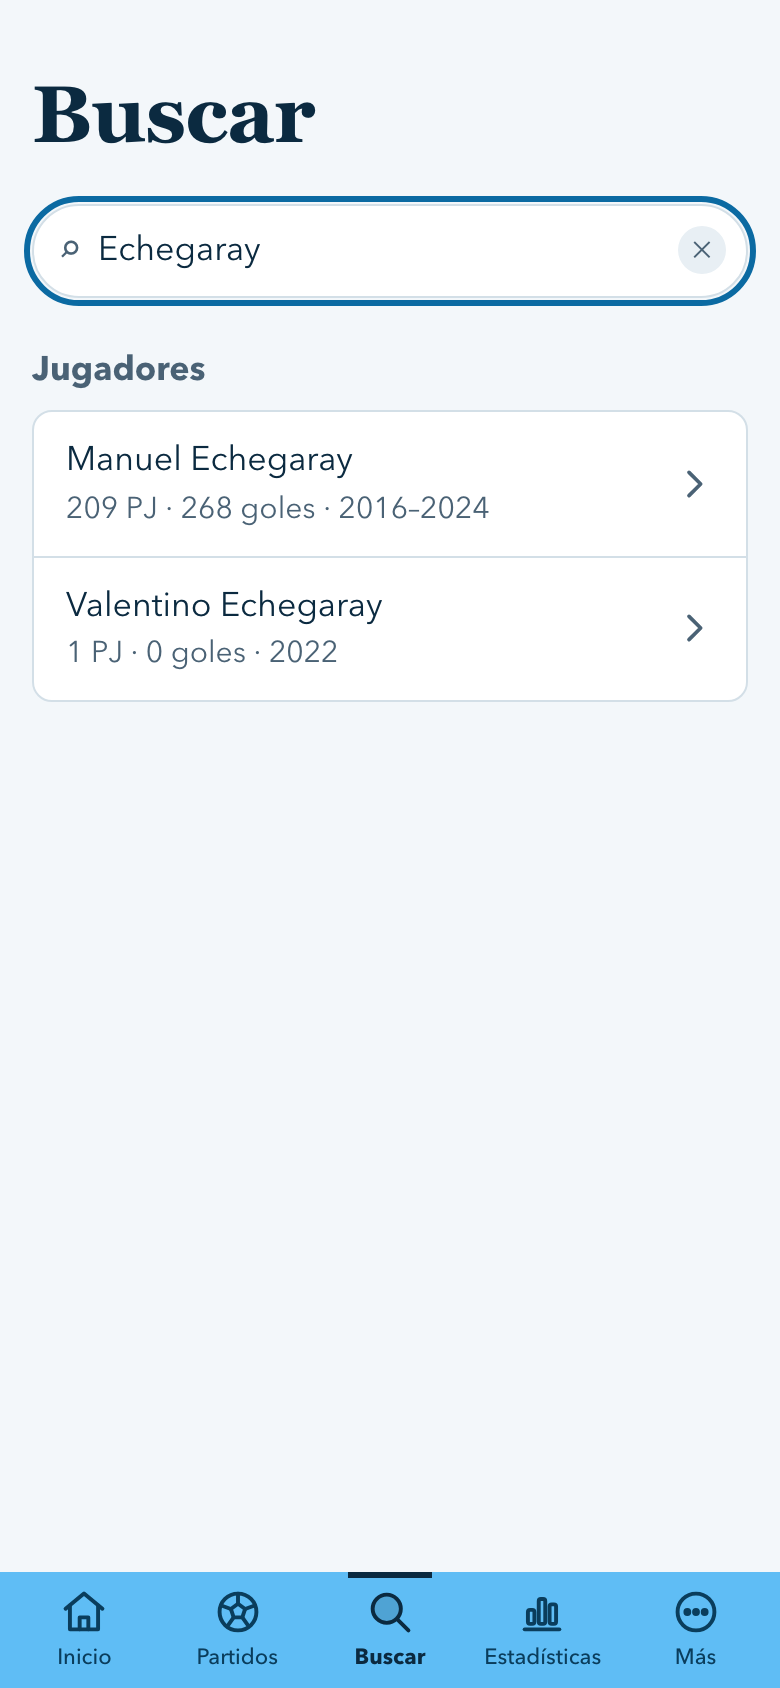 Buscar
Echegaray
Jugadores
Manuel Echegaray
209 PJ · 268 goles · 2016–2024
Valentino Echegaray
1 PJ · 0 goles · 2022
Inicio
Partidos
Buscar
Estadísticas
Más